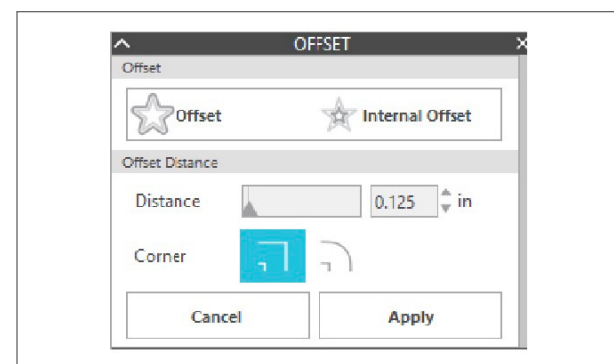 OFFSET
Offset
Offset Internal Offset
Offset Distance
Distance 0.125 in
Corner
Cancel Apply